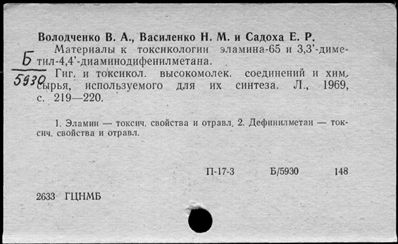 Володченко В. А., Василенко Н. М. и Садоха Е. Р.
Материалы к токсикологии эламина-65 и 3,3'-диме-
Б тил-4,4'-диаминодифенилметана.
5930 Гиг. и токсикол. высокомолек. соединений и хим.
сырья, используемого для их синтеза. Л., 1969,
с. 219—220.
1. Эламин — токсич. свойства и отравл. 2. Дефинилметан — ток-
сич. свойства и отравл.
П-17-3 Б/5930 148
2633 ГЦНМБ